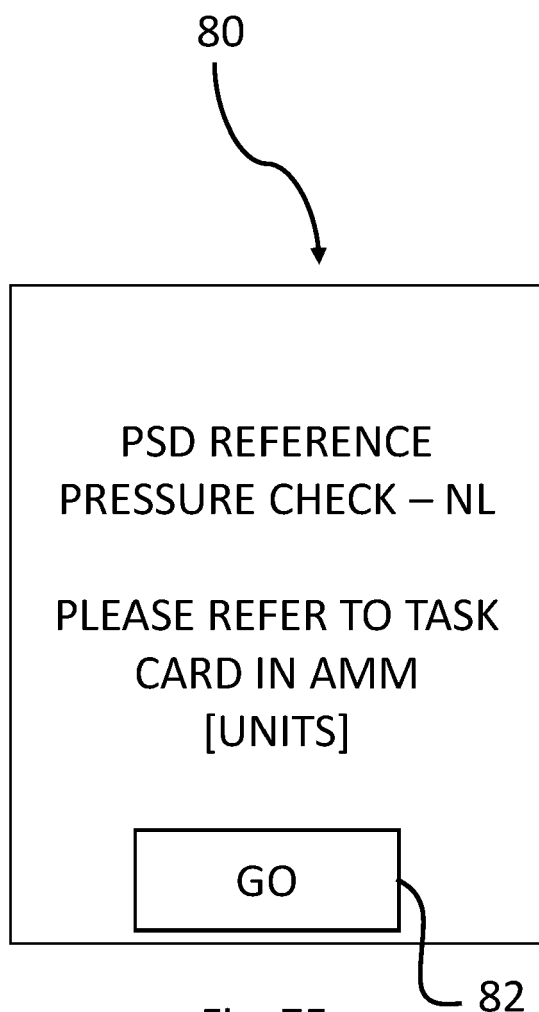 80
PSD REFERENCE
PRESSURE CHECK – NL
PLEASE REFER TO TASK
CARD IN AMM
[UNITS]
GO
82